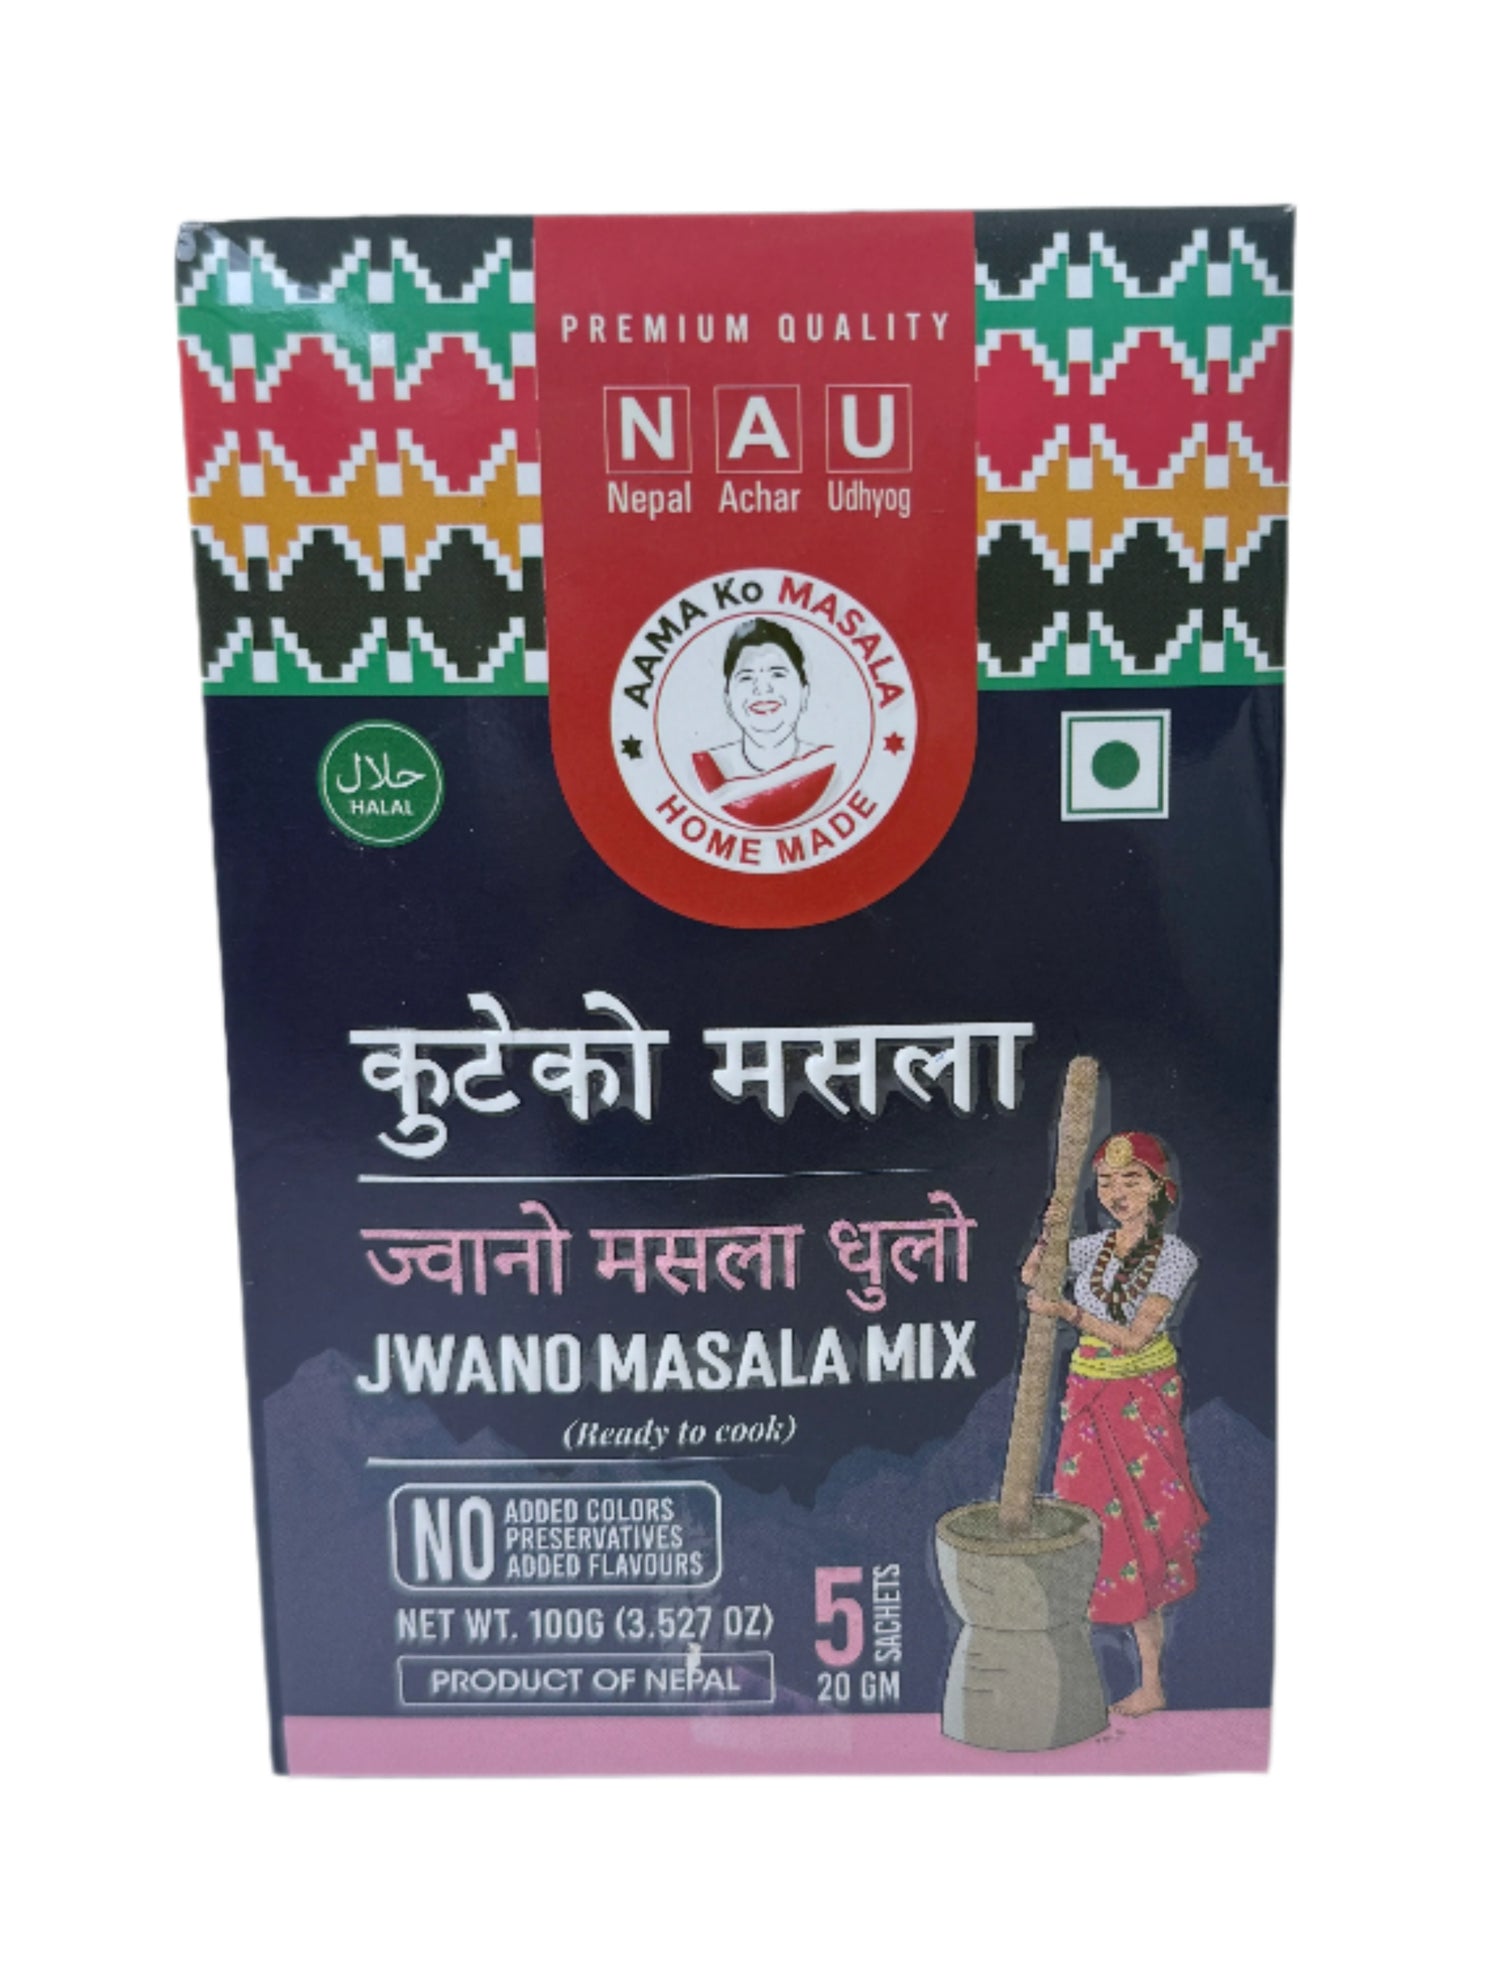 PREMIUM QUALITY
N A U
Nepal Achar Udhyog
AAMA Ko MASALA
HOME MADE
حلال
HALAL
कुटेको मसला
ज्वानो मसला धुलो
JWANO MASALA MIX
(Ready to cook)
NO ADDED COLORS
PRESERVATIVES
ADDED FLAVOURS
NET WT. 100G (3.527 OZ)
PRODUCT OF NEPAL
5 SACHETS
20 GM